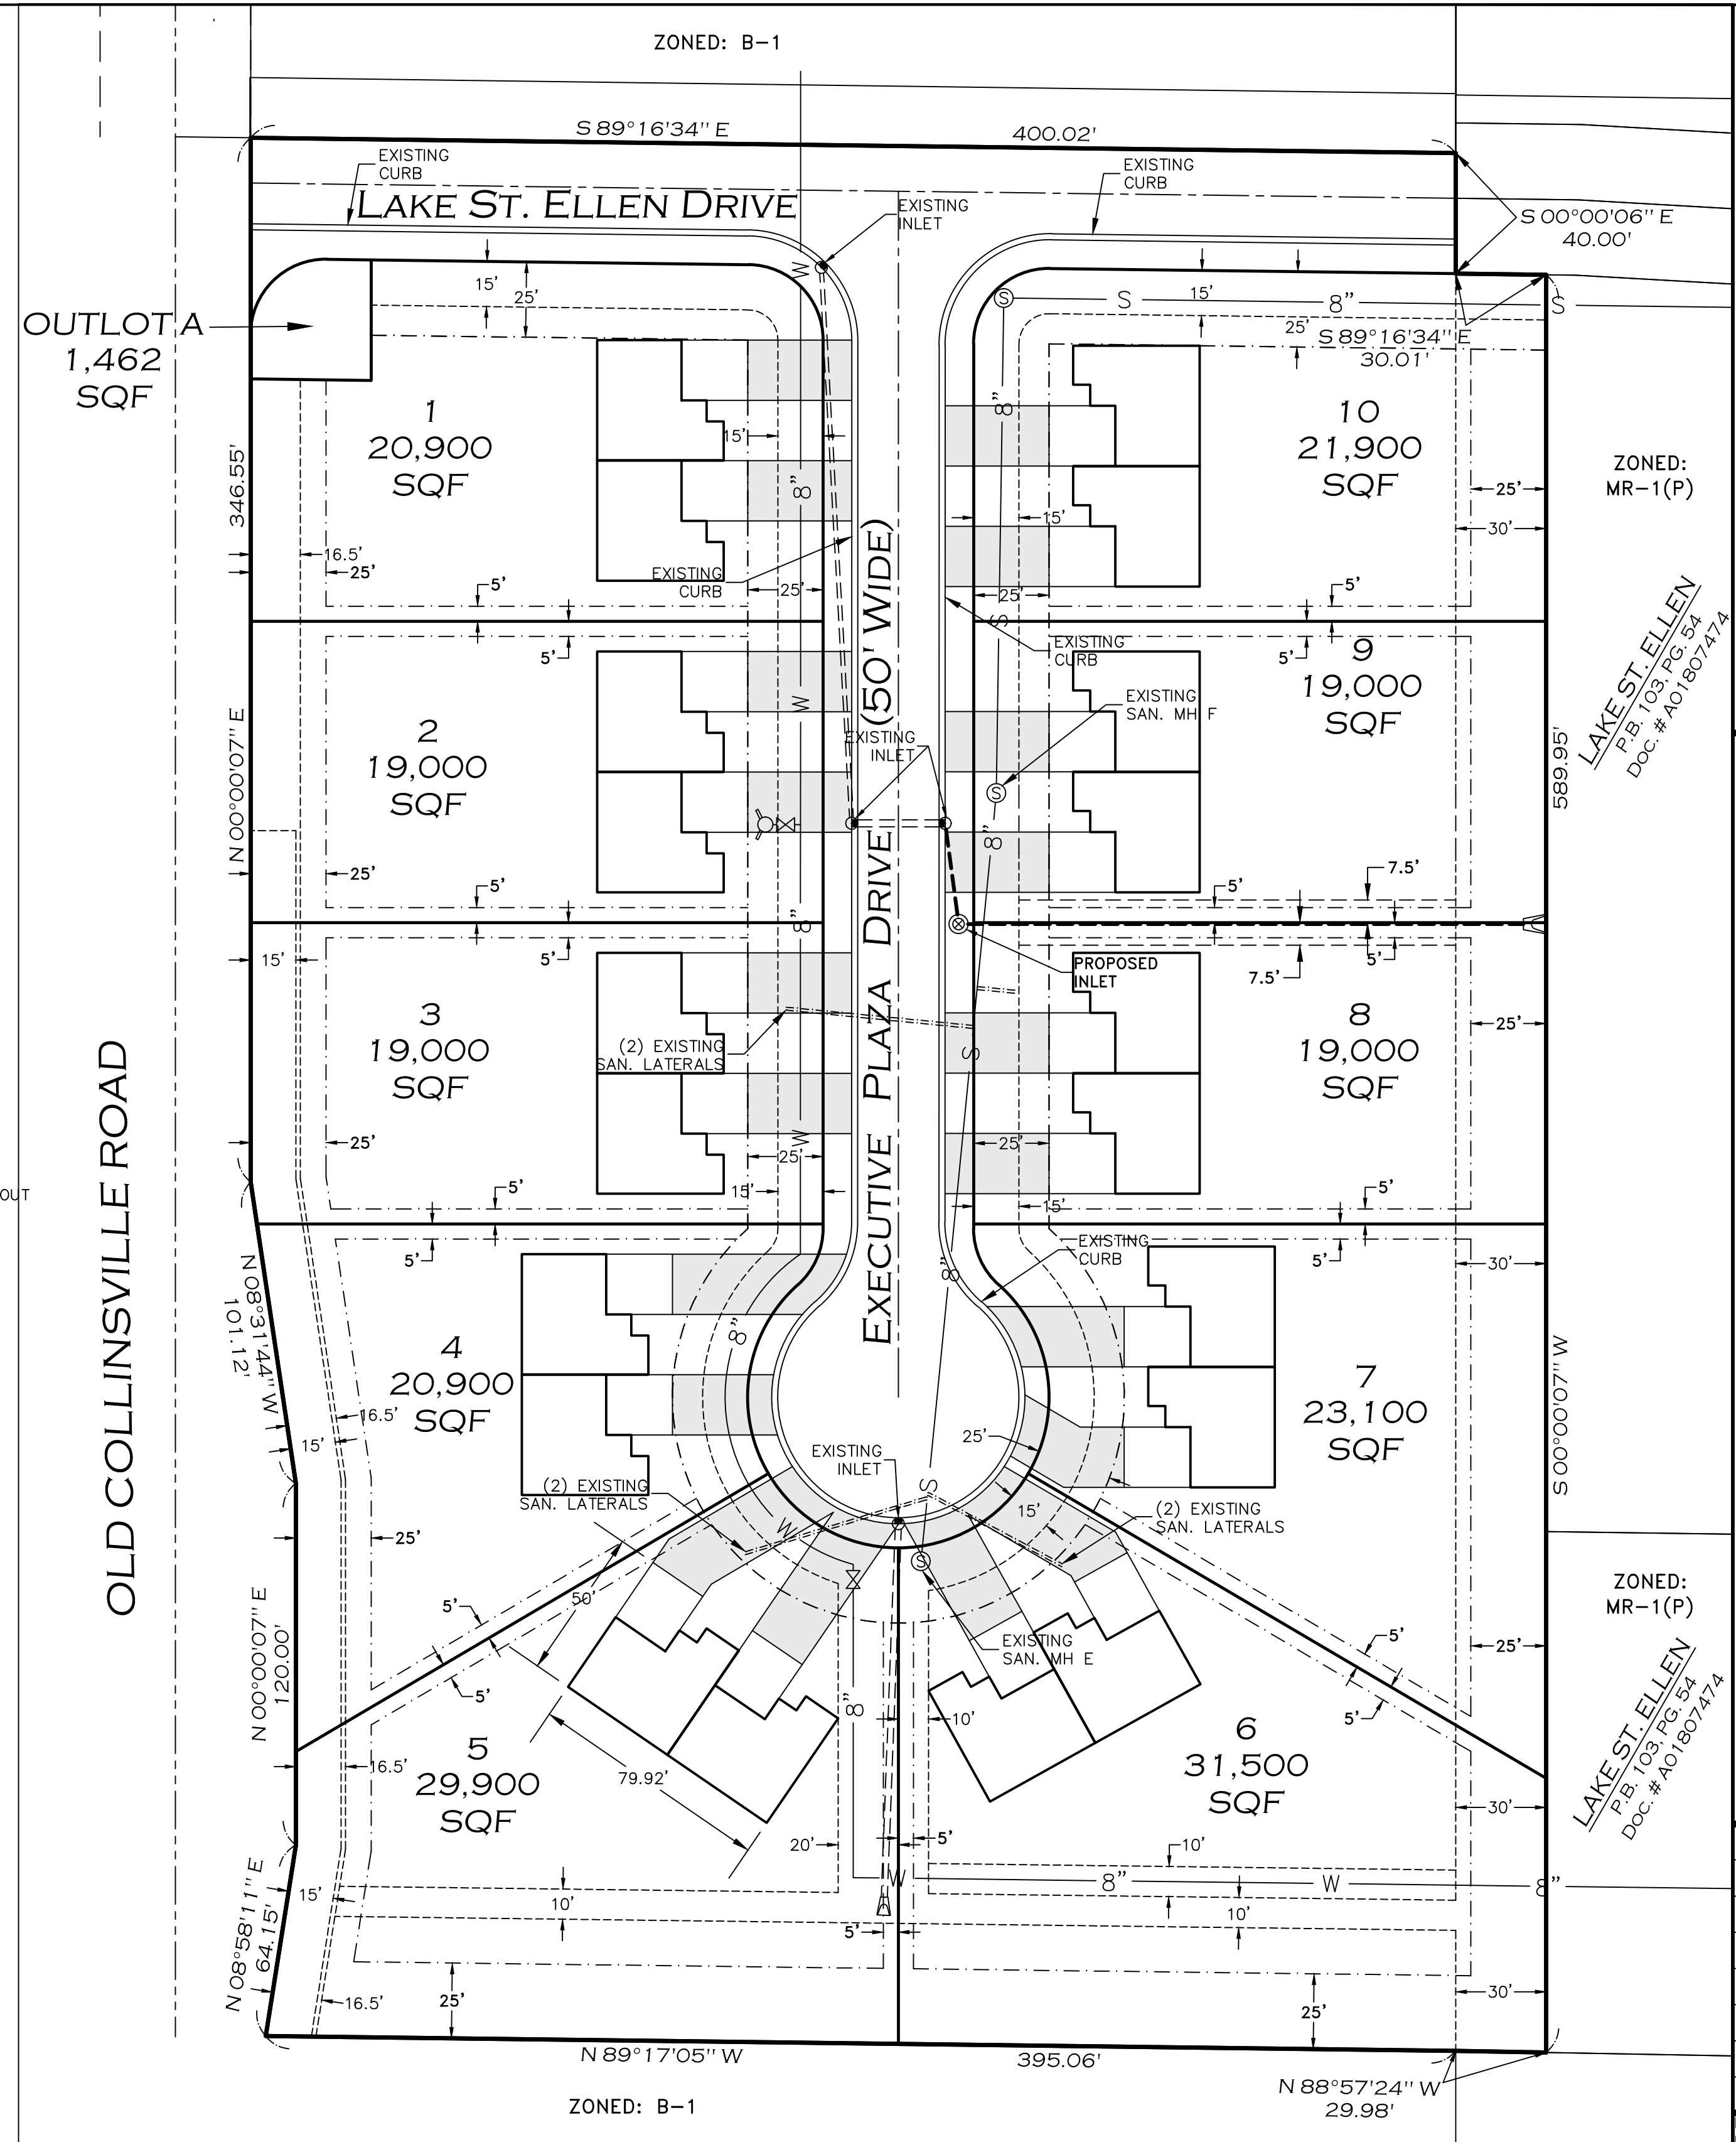 ZONED: B-1
S 89°16'34" E
400.02'
EXISTING
CURB
EXISTING
CURB
LAKE ST. ELLEN DRIVE
EXISTING
INLET
S 00°00'06" E
40.00'
OUTLOT A
1,462
SQF
15'
25'
W
S
S
15'
8"
S
25'
S 89°16'34" E
30.01'
1
20,900
SQF
15'
8"
8"
10
21,900
SQF
ZONED:
MR-1(P)
346.55'
25'
30'
15'
16.5'
25'
EXISTING
CURB
5'
25'
25'
5'
S
5'
5'
EXISTING
CURB
(50' WIDE)
9
19,000
SQF
LAKE ST. ELLEN
P.B. 103, PG. 54
DOC. # A01807474
2
19,000
SQF
W
EXISTING
SAN. MH F
EXISTING
INLET
S
N 00°00'07" E
589.95'
8"
25'
5'
8"
5'
7.5'
5'
15'
5'
7.5'
PROPOSED
INLET
3
19,000
SQF
(2) EXISTING
SAN. LATERALS
S
8
19,000
SQF
25'
EXECUTIVE PLAZA DRIVE
OLD COLLINSVILLE ROAD
OUT
25'
W
25'
25'
15'
5'
15'
5'
5'
5'
EXISTING
CURB
8"
30'
N 08°31'44" W
101.12'
4
20,900
SQF
8"
7
23,100
SQF
S 00°00'07" W
16.5'
15'
25'
EXISTING
INLET
(2) EXISTING
SAN. LATERALS
S
15'
(2) EXISTING
SAN. LATERALS
25'
W
S
50'
5'
5'
N 00°00'07" E
120.00'
EXISTING
SAN. MH E
5'
25'
5'
ZONED:
MR-1(P)
LAKE ST. ELLEN
P.B. 103, PG. 54
DOC. # A01807474
8"
10'
5
29,900
SQF
16.5'
79.92'
6
31,500
SQF
30'
20'
5'
10'
N 08°58'11" E
64.15'
15'
10'
W
8"
W
8"
10'
5'
16.5'
25'
25'
30'
N 89°17'05" W
395.06'
N 88°57'24" W
29.98'
ZONED: B-1